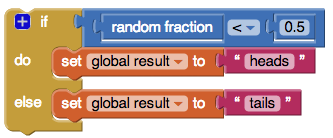 if random fraction < 0.5
do set global result to " heads "
else set global result to " tails "